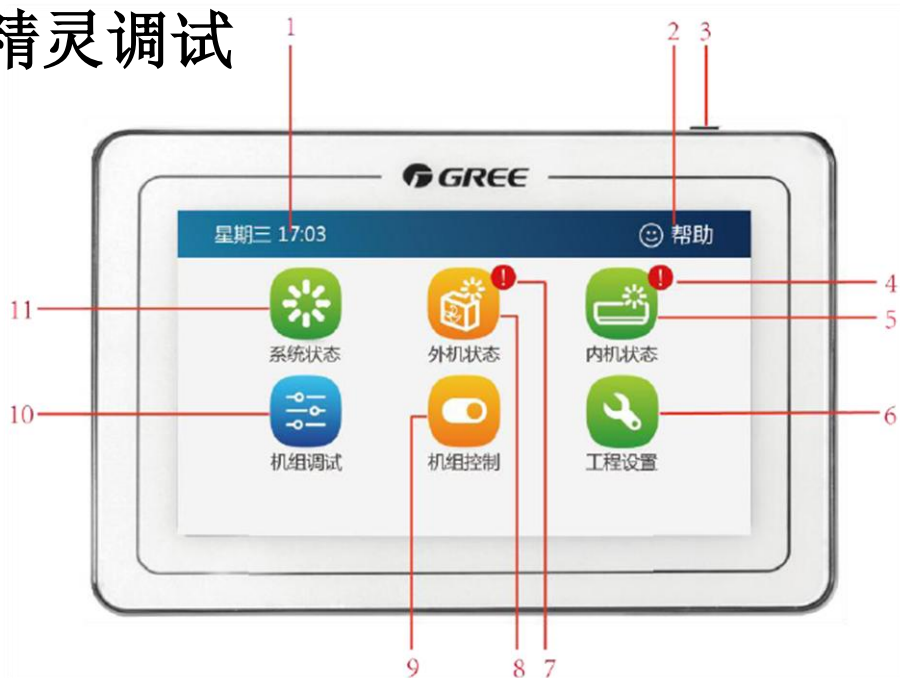 精灵调试
1
2
3
GREE
星期三 17:03
帮助
4
11
5
系统状态
外机状态
内机状态
10
6
机组调试
机组控制
工程设置
9
8
7